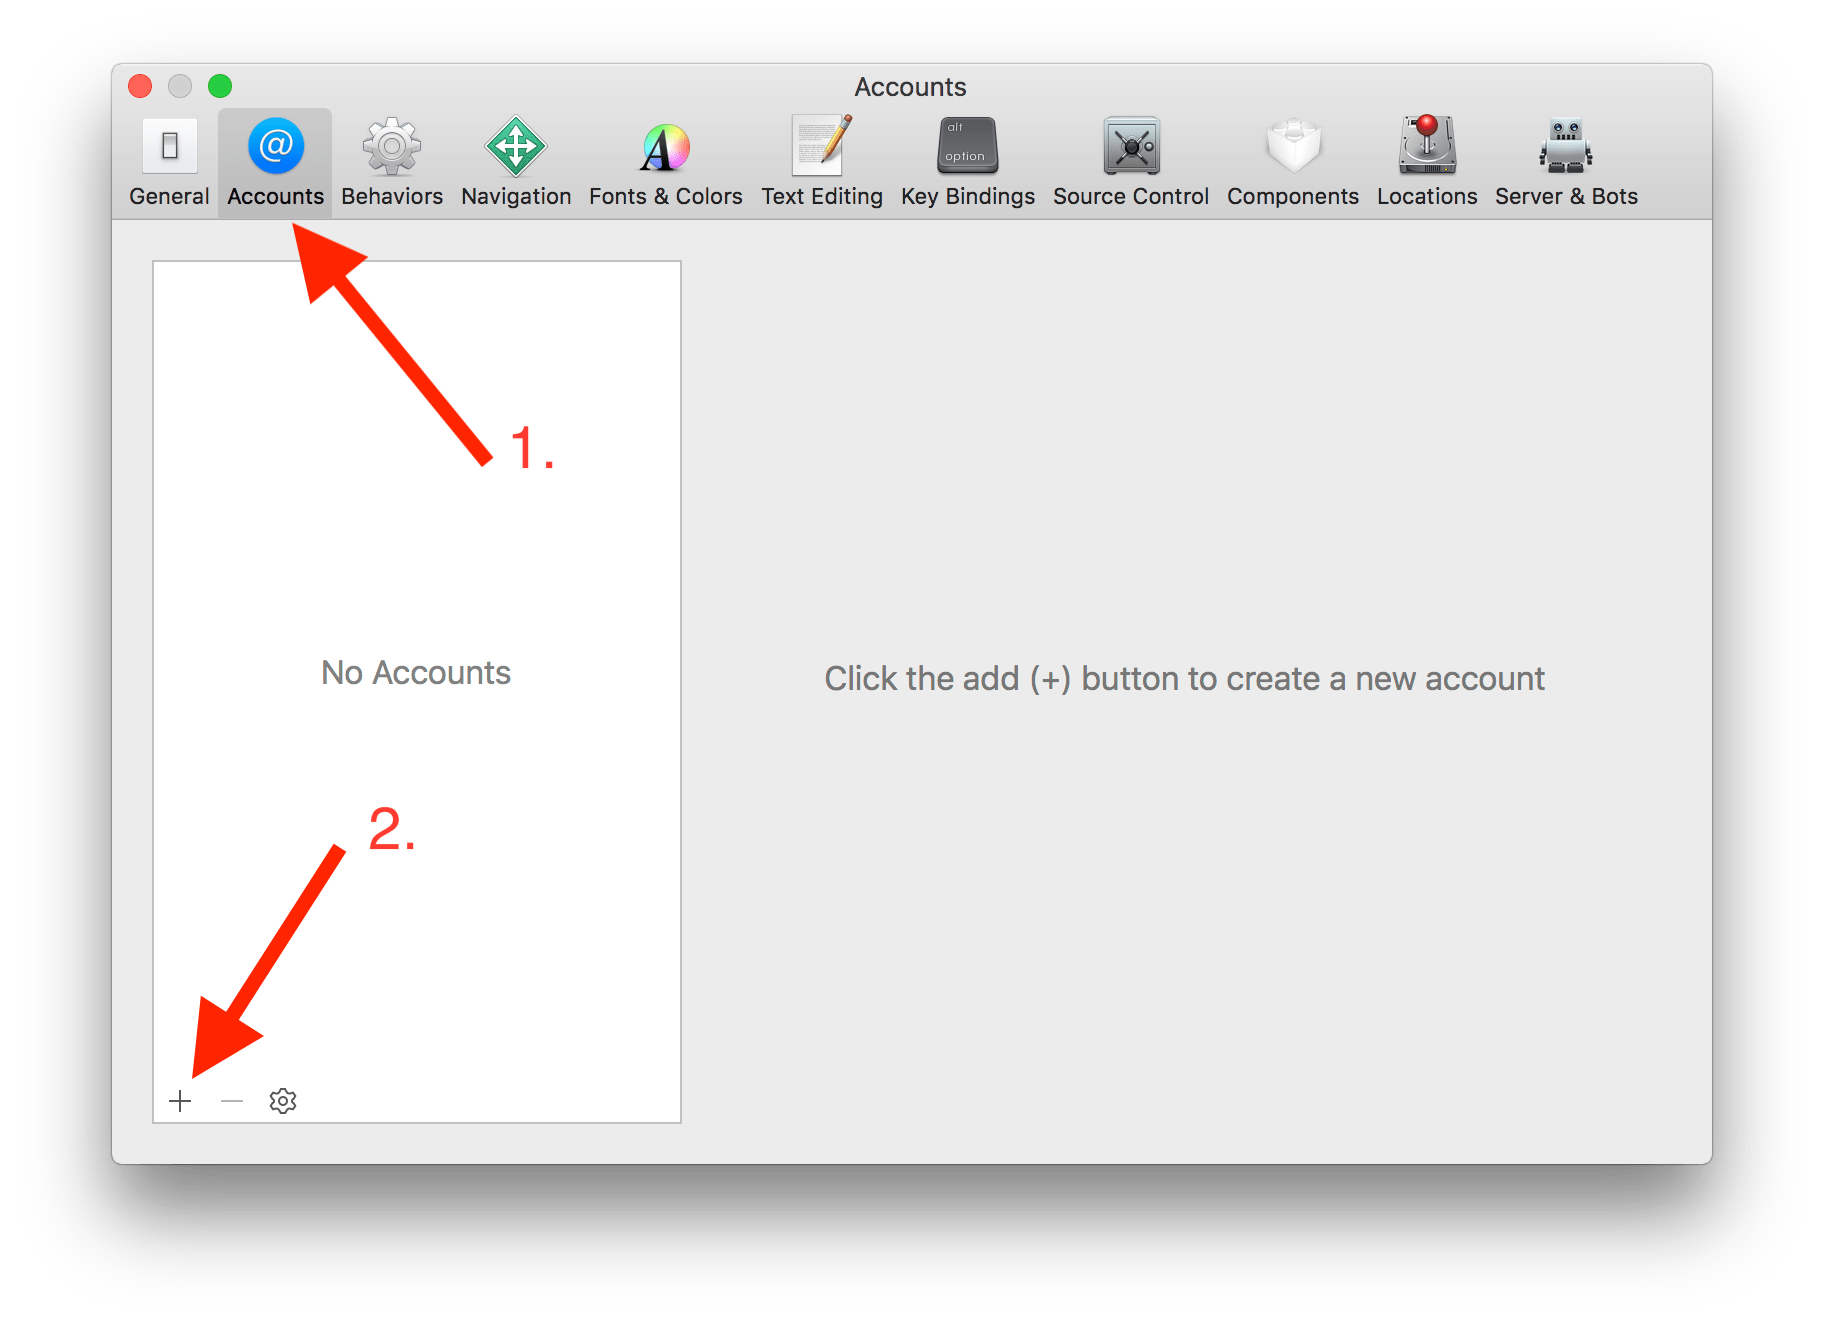 Accounts
alt
option
General Accounts Behaviors Navigation Fonts & Colors Text Editing Key Bindings Source Control Components Locations Server & Bots
1.
No Accounts
Click the add (+) button to create a new account
2.